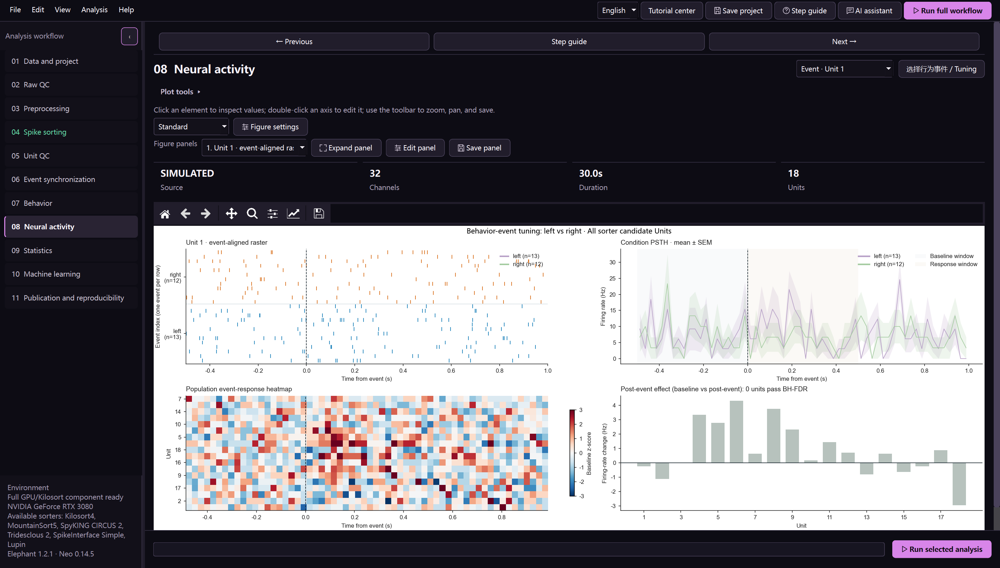 File Edit View Analysis Help
English Tutorial center Save project Step guide AI assistant Run full workflow
Analysis workflow
01 Data and project
02 Raw QC
03 Preprocessing
04 Spike sorting
05 Unit QC
06 Event synchronization
07 Behavior
08 Neural activity
09 Statistics
10 Machine learning
11 Publication and reproducibility
Environment
Full GPU/Kilosort component ready
NVIDIA GeForce RTX 3080
Available sorters: Kilosort4,
MountainSort5, SpyKING CIRCUS 2,
Tridesclous 2, SpikeInterface Simple,
Lupin
Elephant 1.2.1 · Neo 0.14.5
← Previous Step guide Next →
08 Neural activity
Event · Unit 1
选择行为事件 / Tuning
Plot tools
Click an element to inspect values; double-click an axis to edit it; use the toolbar to zoom, pan, and save.
Standard Figure settings
Figure panels 1. Unit 1 · event-aligned ra Expand panel Edit panel Save panel
SIMULATED 32 30.0s 18
Source Channels Duration Units
Behavior-event tuning: left vs right · All sorter candidate Units
Unit 1 · event-aligned raster
left (n=13)
right (n=12)
Event index (one event per row)
right
(n=12)
left
(n=13)
-0.4 -0.2 0.0 0.2 0.4 0.6 0.8 1.0
Time from event (s)
Condition PSTH · mean ± SEM
left (n=13) Baseline window
right (n=12) Response window
Firing rate (Hz)
30
25
20
15
10
5
0
-0.4 -0.2 0.0 0.2 0.4 0.6 0.8 1.0
Time from event (s)
Population event-response heatmap
Unit
7
14
10
5
18
16
9
17
2
-0.4 -0.2 0.0 0.2 0.4 0.6 0.8
Time from event (s)
3
2
1
0
-1
-2
-3
Baseline z-score
Post-event effect (baseline vs post-event): 0 units pass BH-FDR
Firing-rate change (Hz)
4
3
2
1
0
-1
-2
-3
1 3 5 7 9 11 13 15 17
Unit
Run selected analysis